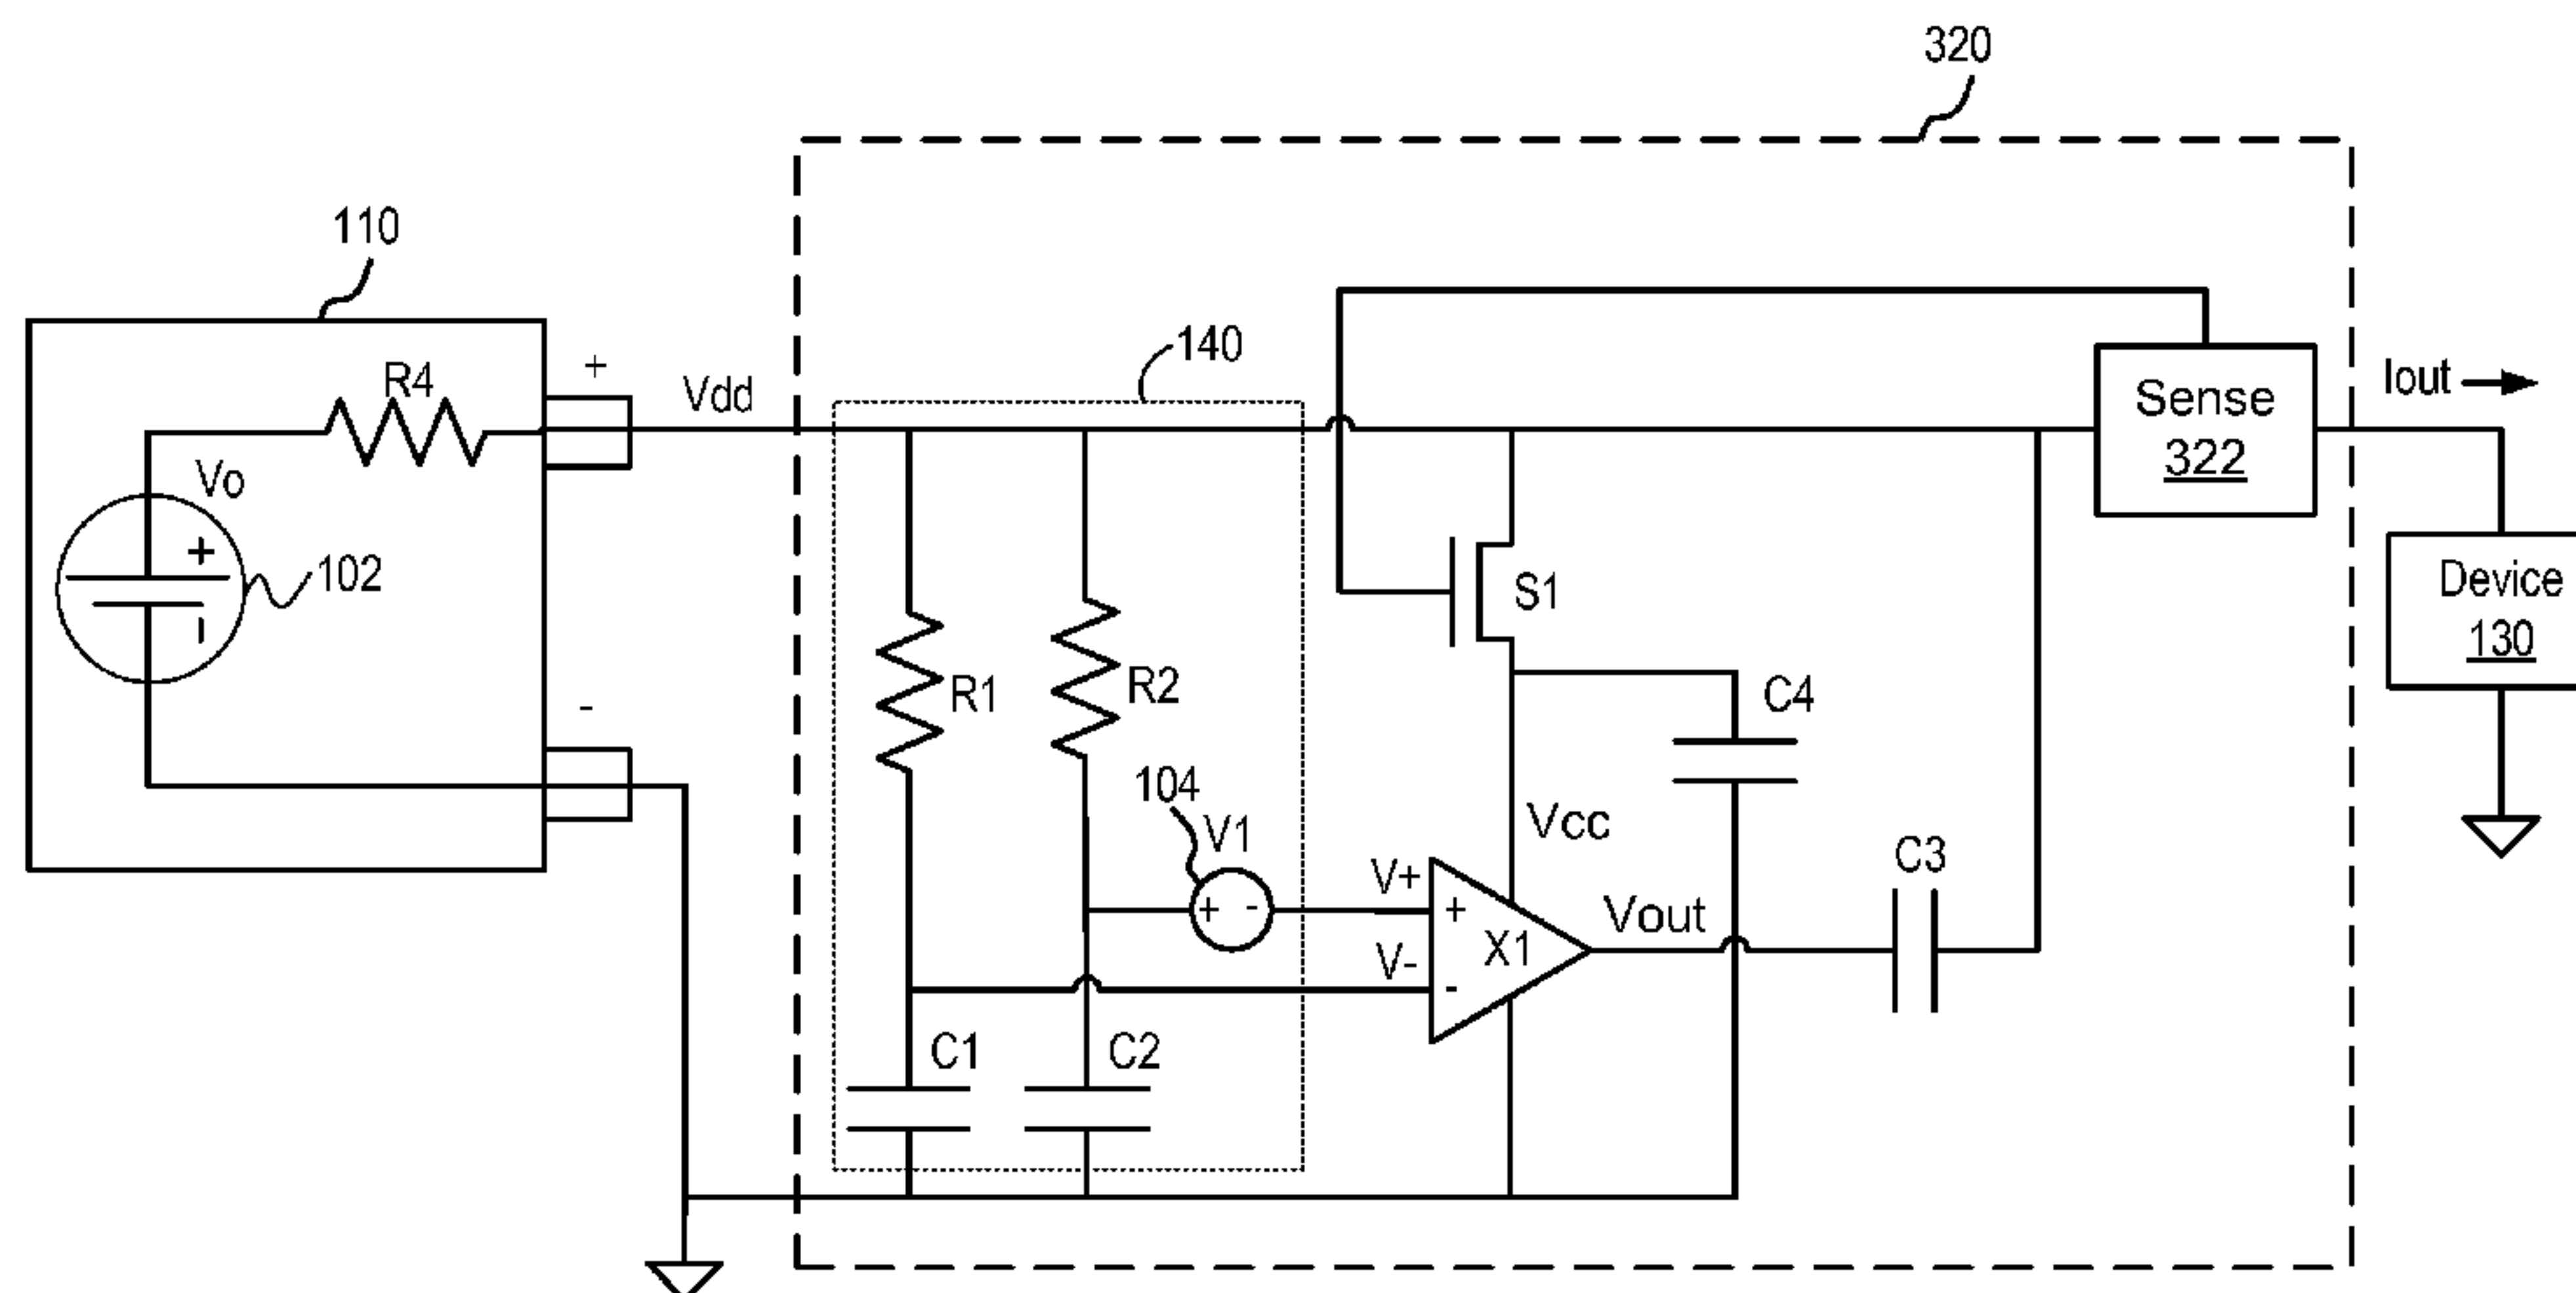 320
110
140
R4
+
Vdd
Iout
Sense
322
Vo
+
-
102
S1
Device
130
R1
R2
C4
-
104
V1
Vcc
C3
V+
+ -
+
Vout
X1
V-
-
C1
C2